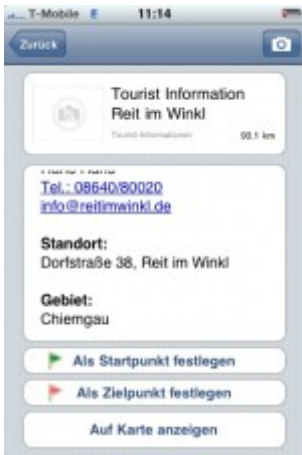 T-Mobile E 11:14
Zurück
Tourist Information
Reit im Winkl
Tourist-Informationen 93.1 km
Tel.: 08640/80020
info@reitimwinkl.de
Standort:
Dorfstraße 38, Reit im Winkl
Gebiet:
Chiemgau
Als Startpunkt festlegen
Als Zielpunkt festlegen
Auf Karte anzeigen